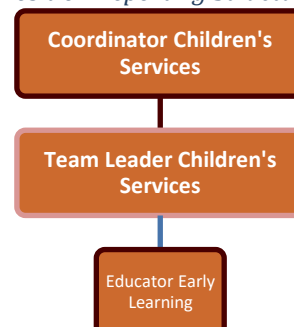 Coordinator Children's
Services
Team Leader Children's
Services
Educator Early
Learning